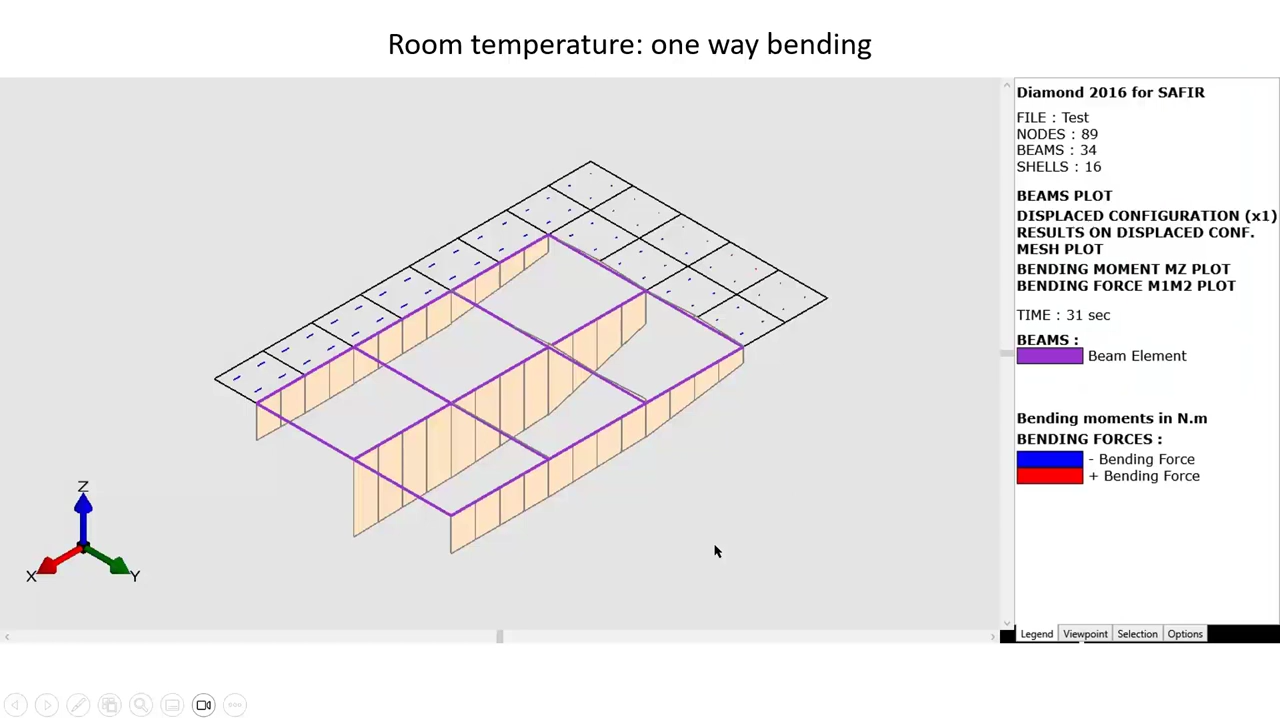 Room temperature: one way bending
Diamond 2016 for SAFIR
FILE : Test
NODES : 89
BEAMS : 34
SHELLS : 16
BEAMS PLOT
DISPLACED CONFIGURATION (x1)
RESULTS ON DISPLACED CONF.
MESH PLOT
BENDING MOMENT MZ PLOT
BENDING FORCE M1M2 PLOT
TIME : 31 sec
BEAMS :
Beam Element
Bending moments in N.m
BENDING FORCES :
- Bending Force
+ Bending Force
Z
X
Y
Legend Viewpoint Selection Options